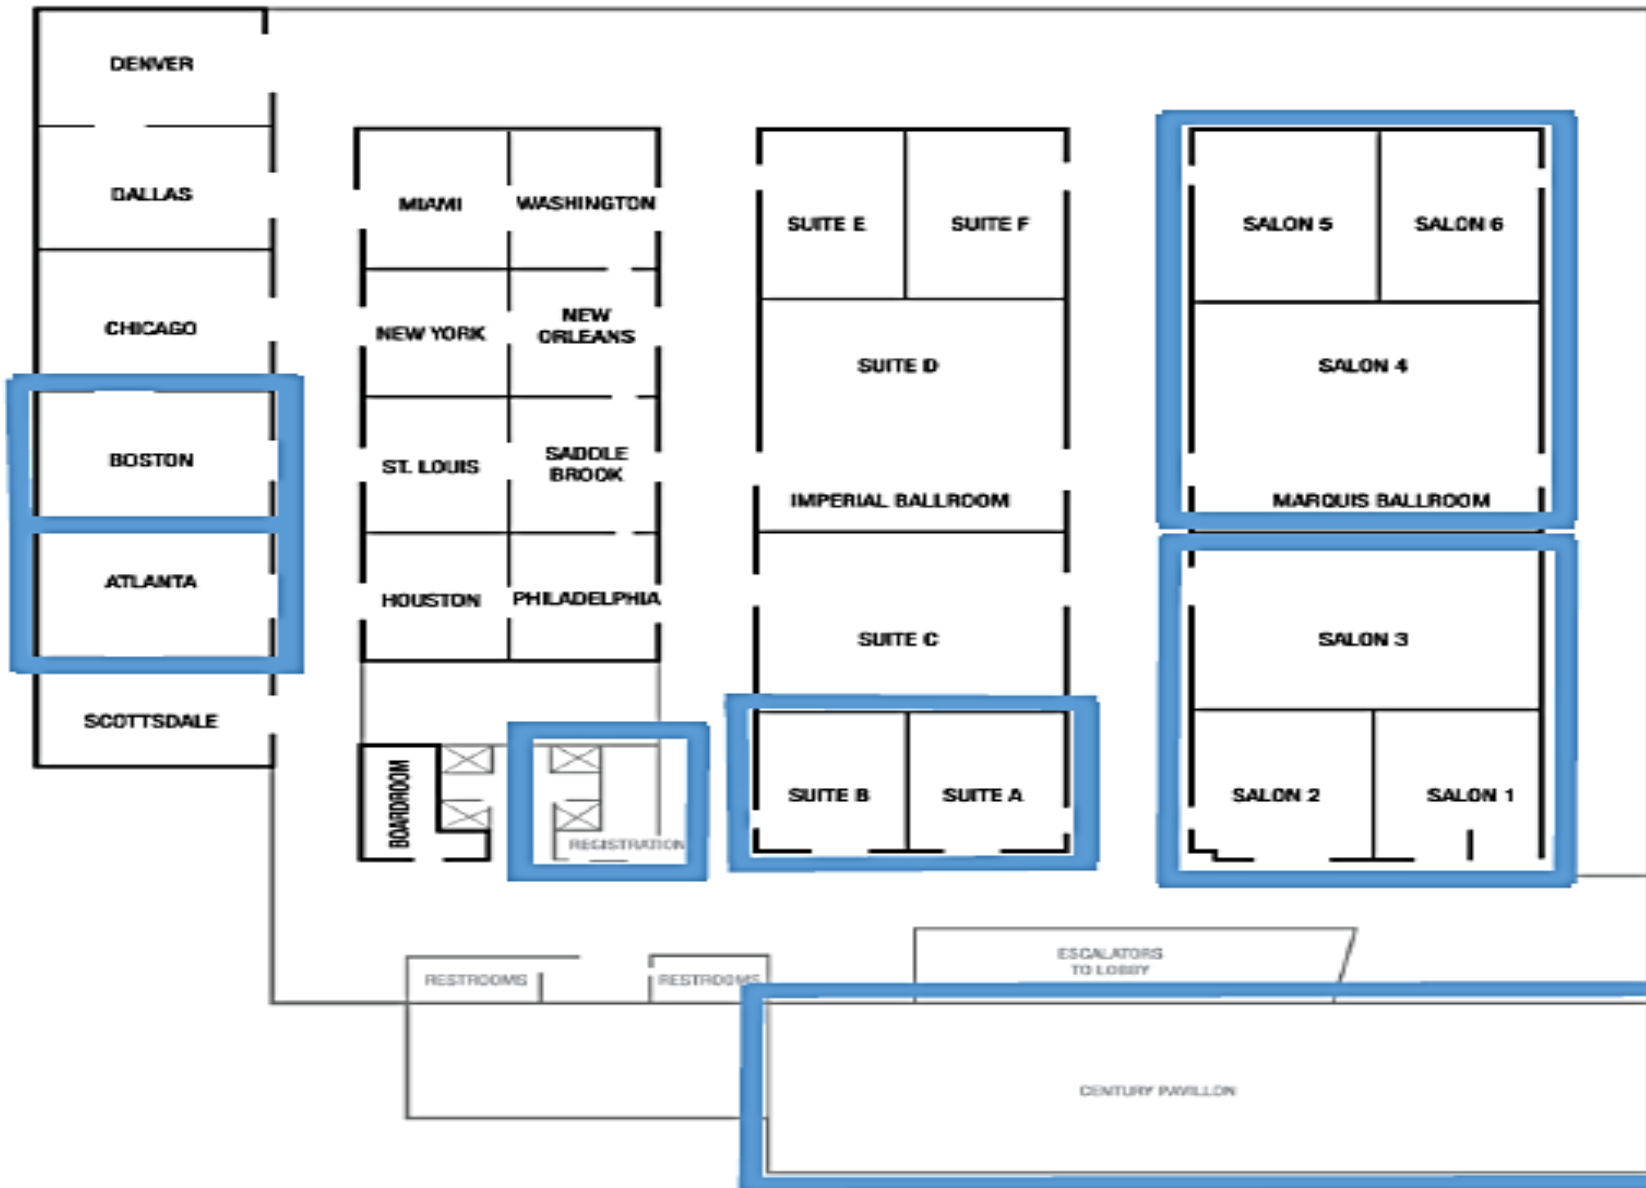 DENVER
DALLAS
CHICAGO
BOSTON
ATLANTA
SCOTTSDALE
MIAMI
WASHINGTON
NEW YORK
NEW
ORLEANS
ST. LOUIS
SADDLE
BROOK
HOUSTON
PHILADELPHIA
BOARDROOM
REGISTRATION
SUITE E
SUITE F
SUITE D
IMPERIAL BALLROOM
SUITE C
SUITE B
SUITE A
SALON 5
SALON 6
SALON 4
MARQUIS BALLROOM
SALON 3
SALON 2
SALON 1
RESTROOMS
RESTROOMS
ESCALATORS
TO LOBBY
CENTURY PAVILLON